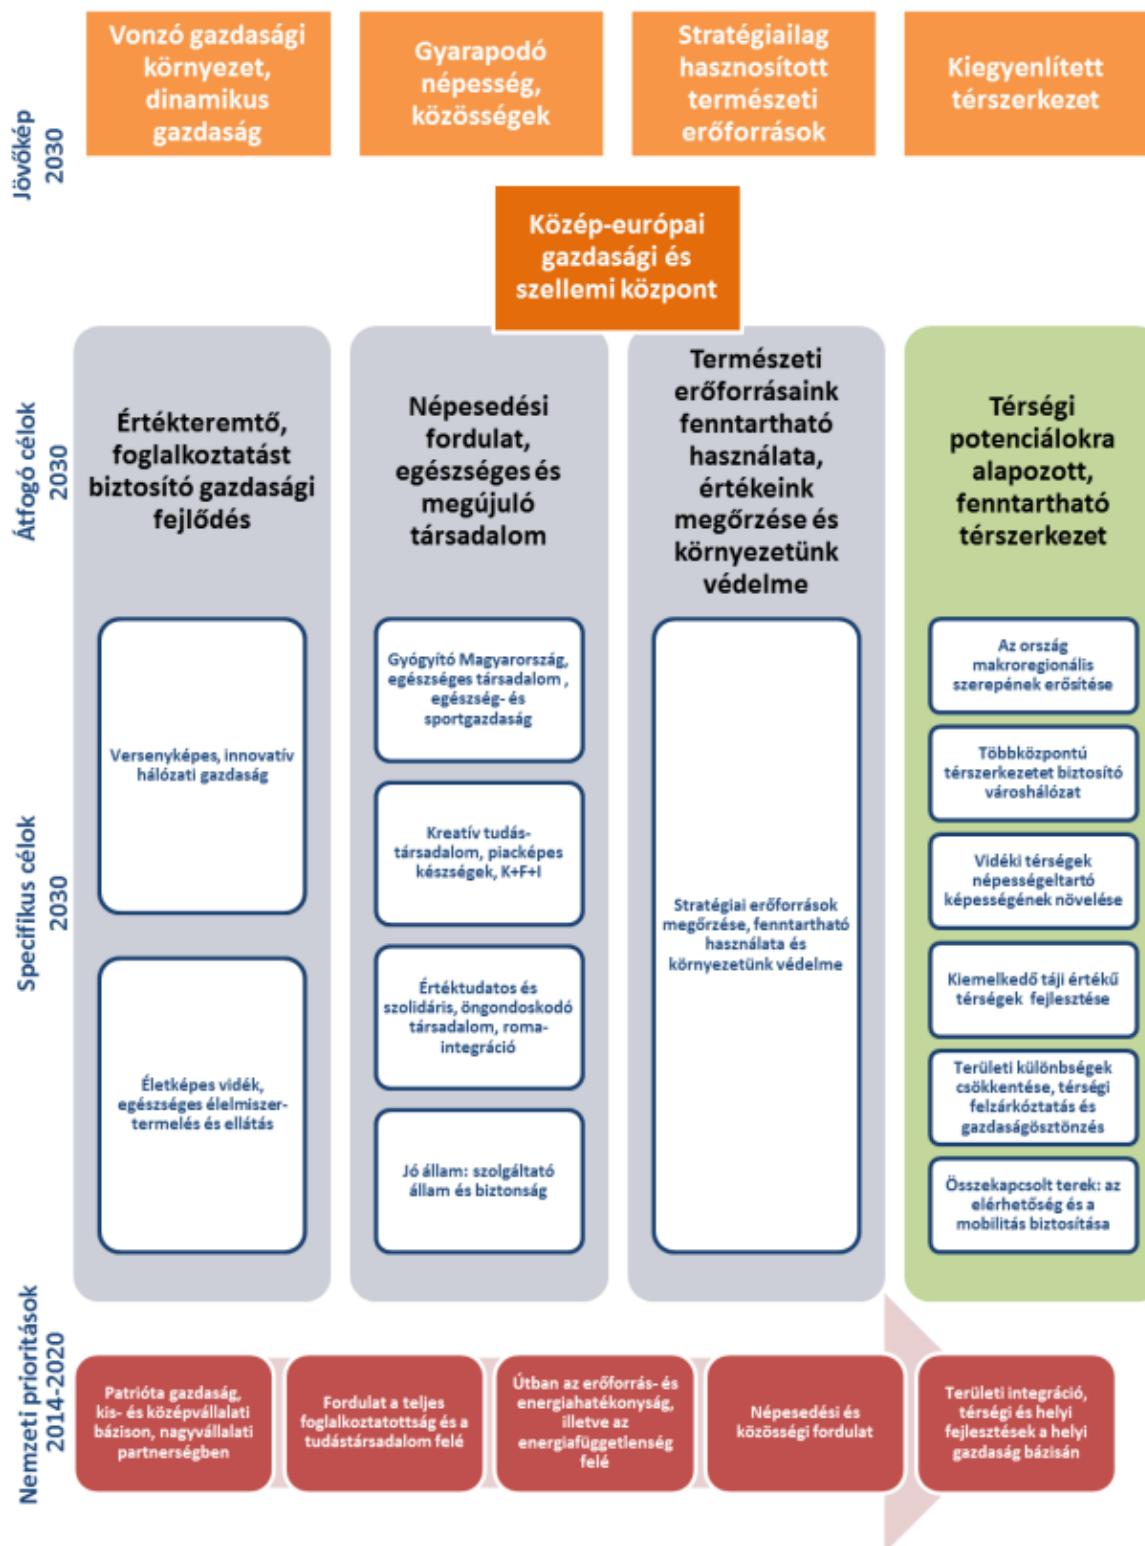 Jövőkép
2030
Vonzó gazdasági
környezet,
dinamikus
gazdaság
Gyarapodó
népesség,
közösségek
Stratégiailag
hasznosított
természeti
erőforrások
Kiegyenlített
térszerkezet
Közép-európai
gazdasági és
szellemi központ
Átfogó célok
2030
Értékteremtő,
foglalkoztatást
biztosító gazdasági
fejlődés
Népesedési
fordulat,
egészséges és
megújuló
társadalom
Természeti
erőforrásaink
fenntartható
használata,
értékeink
megőrzése és
környezetünk
védelme
Térségi
potenciálokra
alapozott,
fenntartható
térszerkezet
Specifikus célok
2030
Versenyképes, innovatív
hálózati gazdaság
Életképes vidék,
egészséges élelmiszer-
termelés és ellátás
Gyógyító Magyarország,
egészséges társadalom ,
egészség- és
sportgazdaság
Kreatív tudás-
társadalom, piacképes
készségek, K+F+I
Értéktudatos és
szolidáris, öngondoskodó
társadalom, roma-
integráció
Jó állam: szolgáltató
állam és biztonság
Stratégiai erőforrások
megőrzése, fenntartható
használata és
környezetünk védelme
Az ország
makroregionális
szerepének erősítése
Többközpontú
térszerkezetet biztosító
városhálózat
Vidéki térségek
népességeltartó
képességének növelése
Kiemelkedő táji értékű
térségek fejlesztése
Területi különbségek
csökkentése, térségi
felzárkóztatás és
gazdaságösztönzés
Összekapcsolt terek: az
elérhetőség és a
mobilitás biztosítása
Nemzeti prioritások
2014-2020
Patrióta gazdaság,
kis- és középvállalati
bázison, nagyvállalati
partnerségben
Fordulat a teljes
foglalkoztatottság és a
tudástársadalom felé
Útban az erőforrás- és
energiahatékonyság,
illetve az
energiafüggetlenség
felé
Népesedési és
közösségi fordulat
Területi integráció,
térségi és helyi
fejlesztések a helyi
gazdaság bázisán